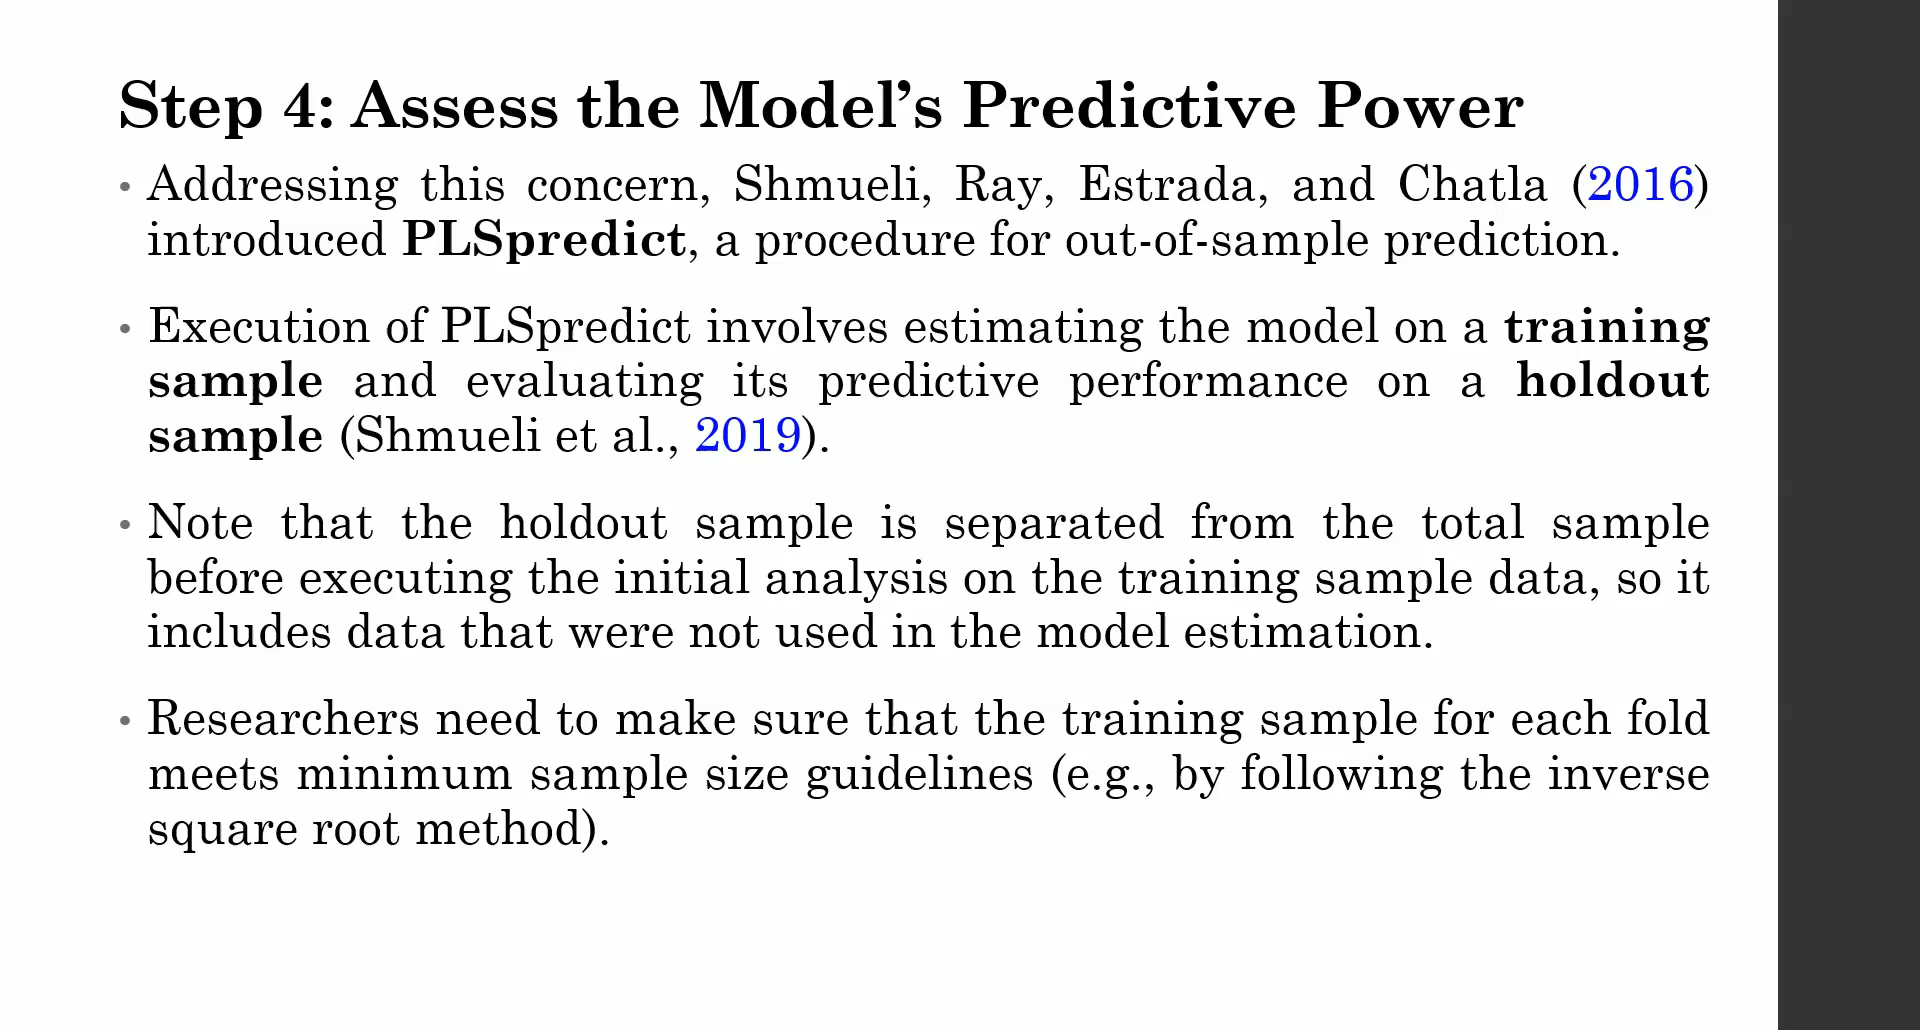 Step 4: Assess the Model’s Predictive Power
• Addressing this concern, Shmueli, Ray, Estrada, and Chatla (2016)
introduced PLSpredict, a procedure for out-of-sample prediction.
• Execution of PLSpredict involves estimating the model on a training
sample and evaluating its predictive performance on a holdout
sample (Shmueli et al., 2019).
• Note that the holdout sample is separated from the total sample
before executing the initial analysis on the training sample data, so it
includes data that were not used in the model estimation.
• Researchers need to make sure that the training sample for each fold
meets minimum sample size guidelines (e.g., by following the inverse
square root method).